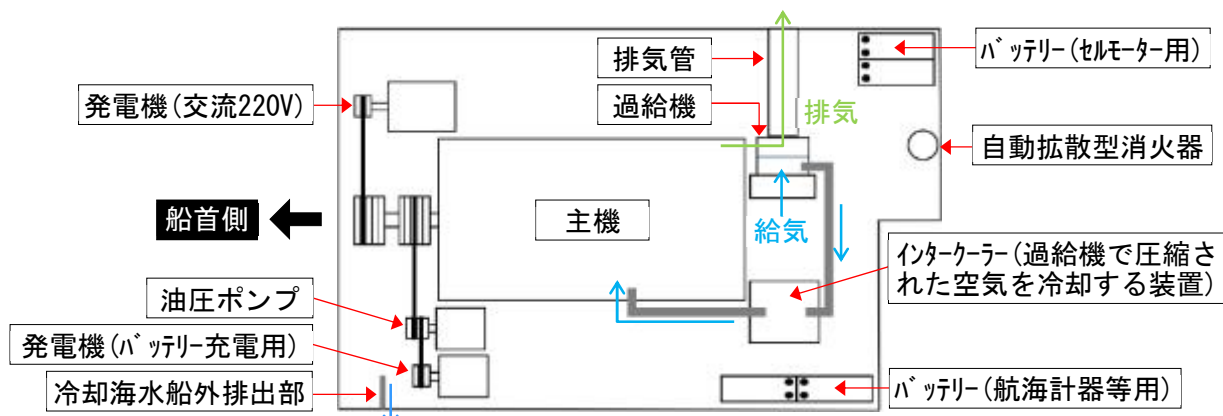 排気管
バッテリー(セルモーター用)
発電機(交流220V)
過給機
排気
自動拡散型消火器
船首側
主機
給気
インタークーラー(過給機で圧縮さ
れた空気を冷却する装置)
油圧ポンプ
発電機(バッテリー充電用)
冷却海水船外排出部
バッテリー(航海計器等用)